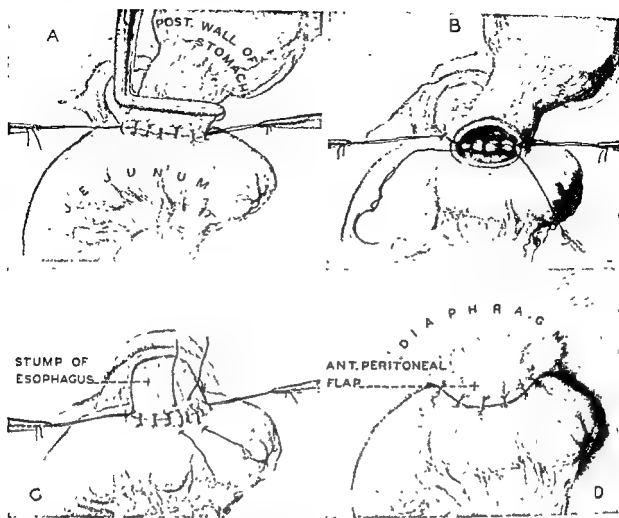 A
POST. WALL OF
STOMACH
JEJUNUM
B
STUMP OF
ESOPHAGUS
C
DIAPHRAGM
ANT. PERITONEAL
FLAP
D